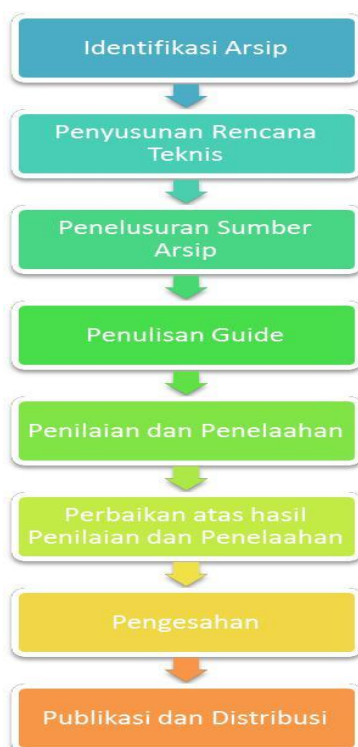 Identifikasi Arsip
Penyusunan Rencana
Teknis
Penelusuran Sumber
Arsip
Penulisan Guide
Penilaian dan Penelaahan
Perbaikan atas hasil
Penilaian dan Penelaahan
Pengesahan
Publikasi dan Distribusi